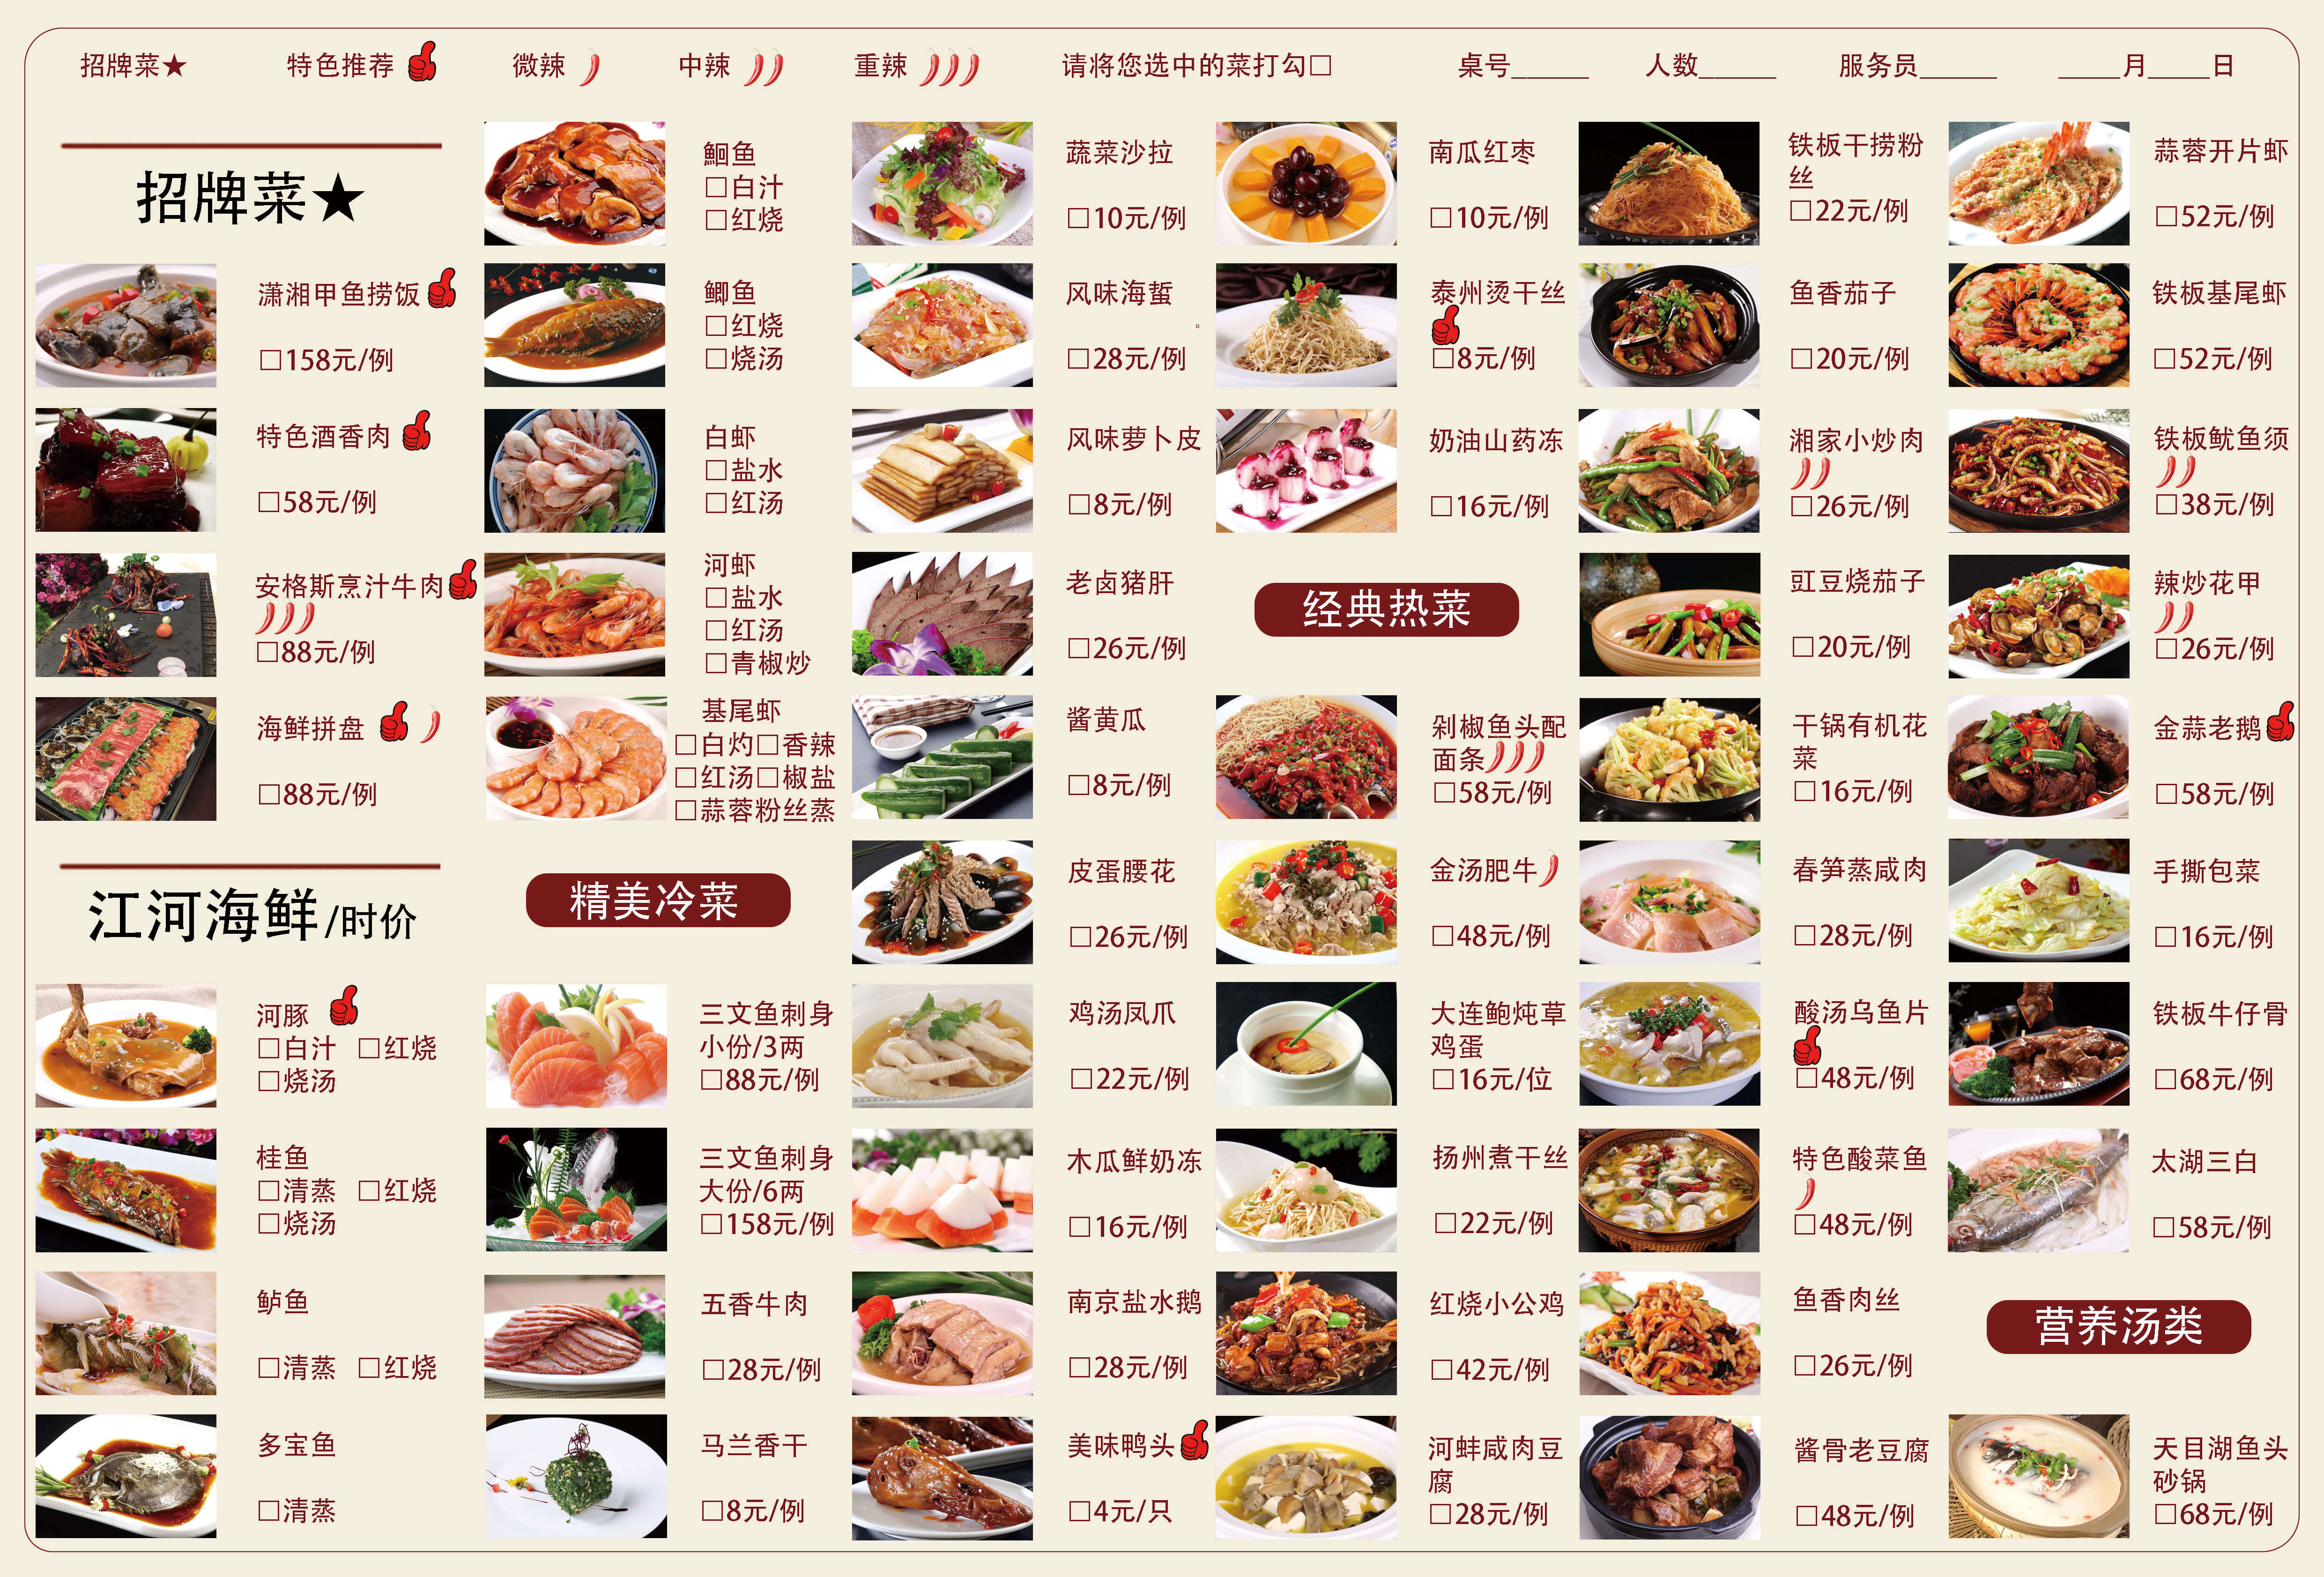 招牌菜★
特色推荐
微辣
中辣
重辣
请将您选中的菜打勾□
桌号_____
人数_____
服务员_____
____月____日
招牌菜★
潇湘甲鱼捞饭
□158元/例
特色酒香肉
□58元/例
安格斯烹汁牛肉
□88元/例
海鲜拼盘
□88元/例
江河海鲜/时价
河豚
□白汁 □红烧
□烧汤
桂鱼
□清蒸 □红烧
□烧汤
鲈鱼
□清蒸 □红烧
多宝鱼
□清蒸
鮰鱼
□白汁
□红烧
鲫鱼
□红烧
□烧汤
白虾
□盐水
□红汤
河虾
□盐水
□红汤
□青椒炒
基尾虾
□白灼□香辣
□红汤□椒盐
□蒜蓉粉丝蒸
精美冷菜
三文鱼刺身
小份/3两
□88元/例
三文鱼刺身
大份/6两
□158元/例
五香牛肉
□28元/例
马兰香干
□8元/例
蔬菜沙拉
□10元/例
风味海蜇
□28元/例
风味萝卜皮
□8元/例
老卤猪肝
□26元/例
酱黄瓜
□8元/例
皮蛋腰花
□26元/例
鸡汤凤爪
□22元/例
木瓜鲜奶冻
□16元/例
南京盐水鹅
□28元/例
美味鸭头
□4元/只
南瓜红枣
□10元/例
泰州烫干丝
□8元/例
奶油山药冻
□16元/例
经典热菜
剁椒鱼头配
面条
□58元/例
金汤肥牛
□48元/例
大连鲍炖草
鸡蛋
□16元/位
扬州煮干丝
□22元/例
红烧小公鸡
□42元/例
河蚌咸肉豆
腐
□28元/例
铁板干捞粉
丝
□22元/例
鱼香茄子
□20元/例
湘家小炒肉
□26元/例
豇豆烧茄子
□20元/例
干锅有机花
菜
□16元/例
春笋蒸咸肉
□28元/例
酸汤乌鱼片
□48元/例
特色酸菜鱼
□48元/例
鱼香肉丝
□26元/例
酱骨老豆腐
□48元/例
蒜蓉开片虾
□52元/例
铁板基尾虾
□52元/例
铁板鱿鱼须
□38元/例
辣炒花甲
□26元/例
金蒜老鹅
□58元/例
手撕包菜
□16元/例
铁板牛仔骨
□68元/例
太湖三白
□58元/例
营养汤类
天目湖鱼头
砂锅
□68元/例